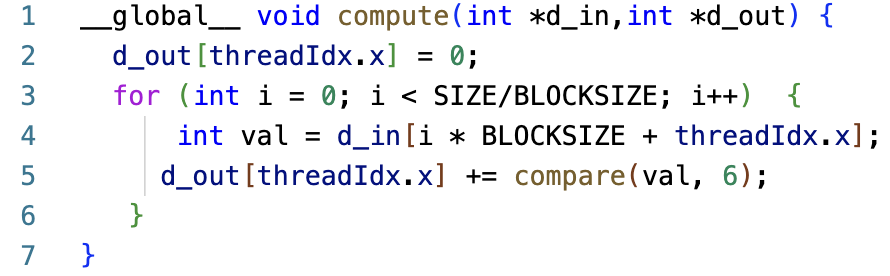 1 __global__ void compute(int *d_in,int *d_out) {
2 d_out[threadIdx.x] = 0;
3 for (int i = 0; i < SIZE/BLOCKSIZE; i++) {
4 int val = d_in[i * BLOCKSIZE + threadIdx.x];
5 d_out[threadIdx.x] += compare(val, 6);
6 }
7 }